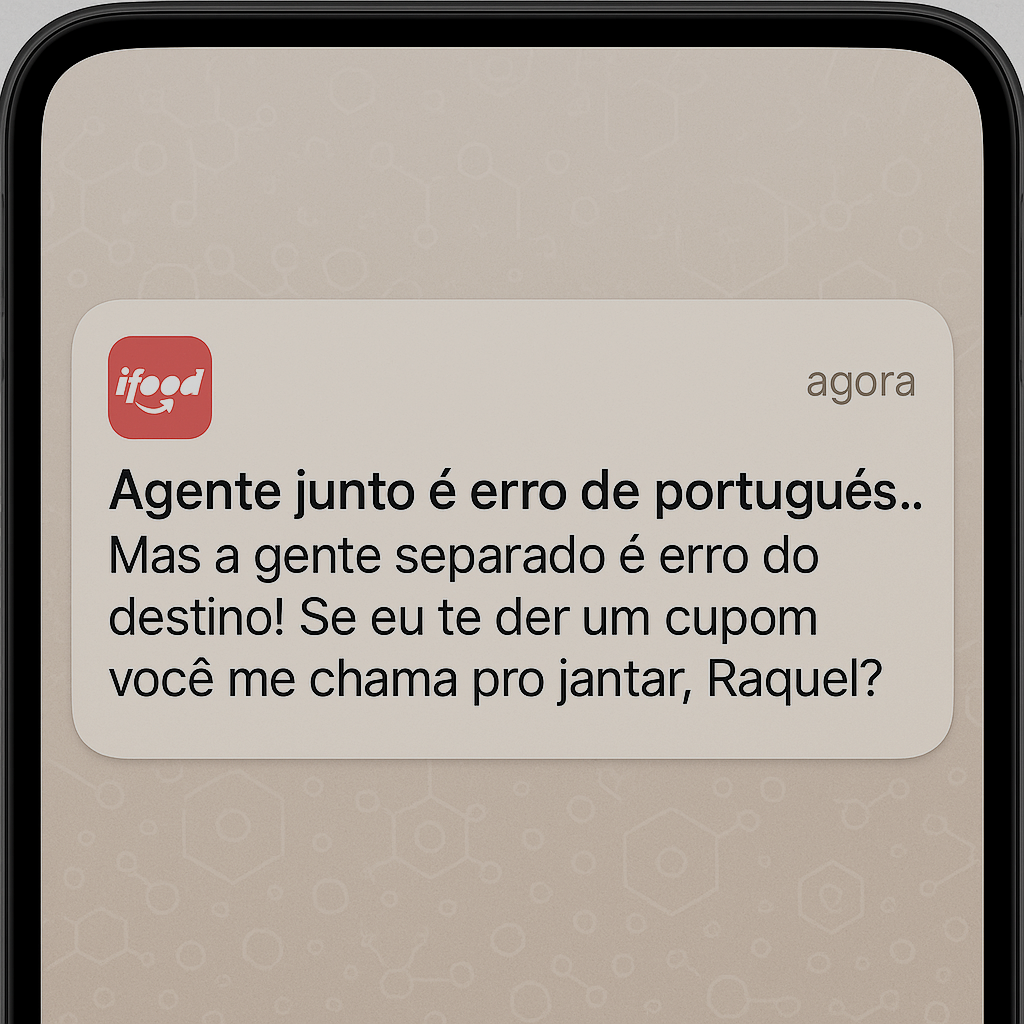 ifood
agora
Agente junto é erro de portugués..
Mas a gente separado é erro do
destino! Se eu te der um cupom
você me chama pro jantar, Raquel?